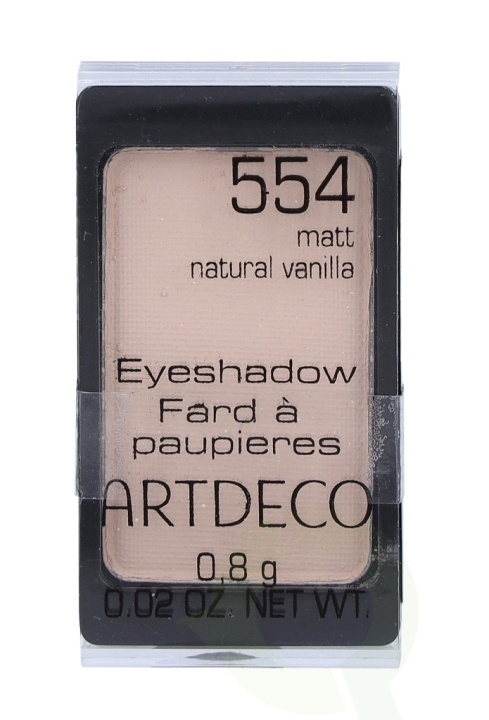 554
matt
natural vanilla
Eyeshadow
Fard à
paupieres
ARTDECO
0,8 g
0.02 OZ. NET WT.